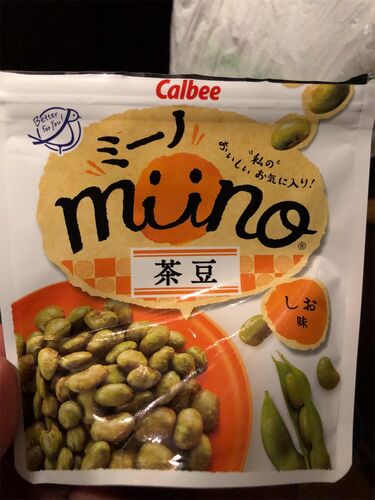 Calbee
Better
For You!
ミーノ
miino®
おいしい 私の
お気に入り!
茶豆
しお
味